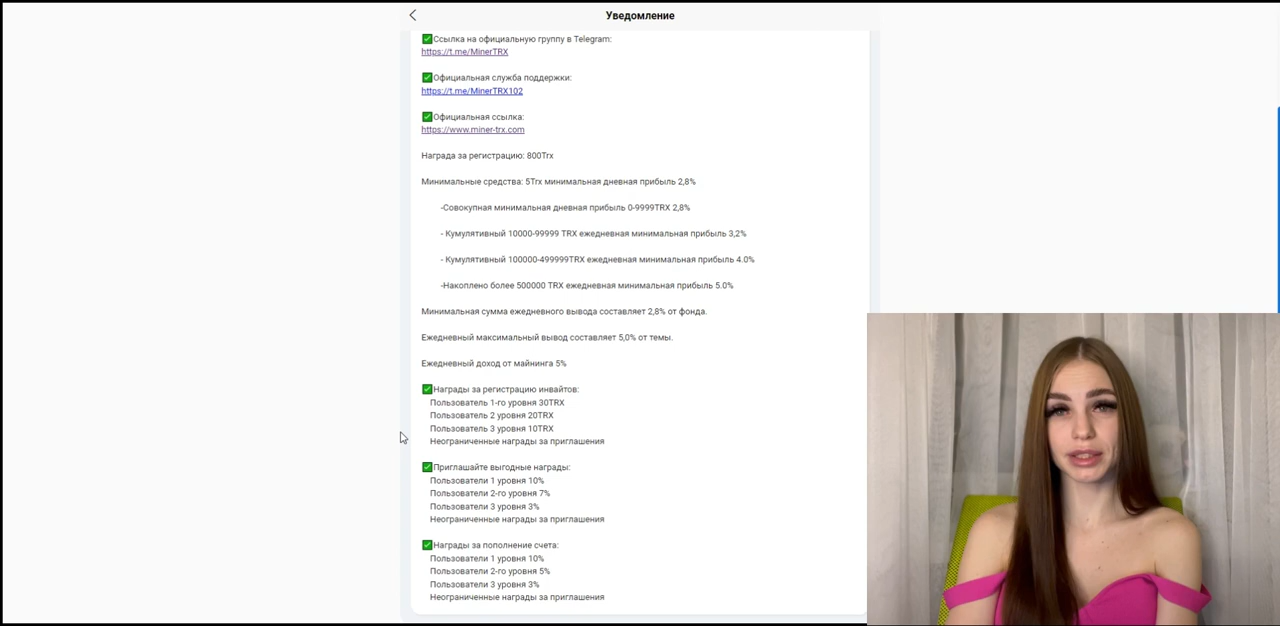 Уведомление
Ссылка на официальную группу в Telegram:
https://t.me/MinerTRX
Официальная служба поддержки:
https://t.me/MinerTRX102
Официальная ссылка:
https://www.miner-trx.com
Награда за регистрацию: 800Trx
Минимальные средства: 5Trx минимальная дневная прибыль 2,8%
-Совокупная минимальная дневная прибыль 0-9999TRX 2,8%
- Кумулятивный 10000-99999 TRX ежедневная минимальная прибыль 3,2%
- Кумулятивный 100000-499999TRX ежедневная минимальная прибыль 4.0%
-Накоплено более 500000 TRX ежедневная минимальная прибыль 5.0%
Минимальная сумма ежедневного вывода составляет 2,8% от фонда.
Ежедневный максимальный вывод составляет 5,0% от темы.
Ежедневный доход от майнинга 5%
Награды за регистрацию инвайтов:
Пользователь 1-го уровня 30TRX
Пользователь 2 уровня 20TRX
Пользователь 3 уровня 10TRX
Неограниченные награды за приглашения
Приглашайте выгодные награды:
Пользователи 1 уровня 10%
Пользователи 2-го уровня 7%
Пользователи 3 уровня 3%
Неограниченные награды за приглашения
Награды за пополнение счета:
Пользователи 1 уровня 10%
Пользователи 2-го уровня 5%
Пользователи 3 уровня 3%
Неограниченные награды за приглашения